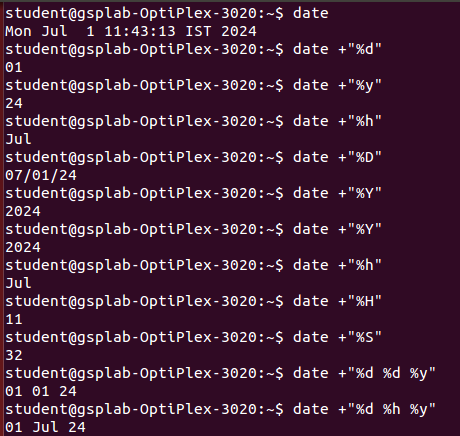 student@gsplab-OptiPlex-3020:~$ date
Mon Jul  1 11:43:13 IST 2024
student@gsplab-OptiPlex-3020:~$ date +"%d"
01
student@gsplab-OptiPlex-3020:~$ date +"%y"
24
student@gsplab-OptiPlex-3020:~$ date +"%h"
Jul
student@gsplab-OptiPlex-3020:~$ date +"%D"
07/01/24
student@gsplab-OptiPlex-3020:~$ date +"%Y"
2024
student@gsplab-OptiPlex-3020:~$ date +"%Y"
2024
student@gsplab-OptiPlex-3020:~$ date +"%h"
Jul
student@gsplab-OptiPlex-3020:~$ date +"%H"
11
student@gsplab-OptiPlex-3020:~$ date +"%S"
32
student@gsplab-OptiPlex-3020:~$ date +"%d %d %y"
01 01 24
student@gsplab-OptiPlex-3020:~$ date +"%d %h %y"
01 Jul 24